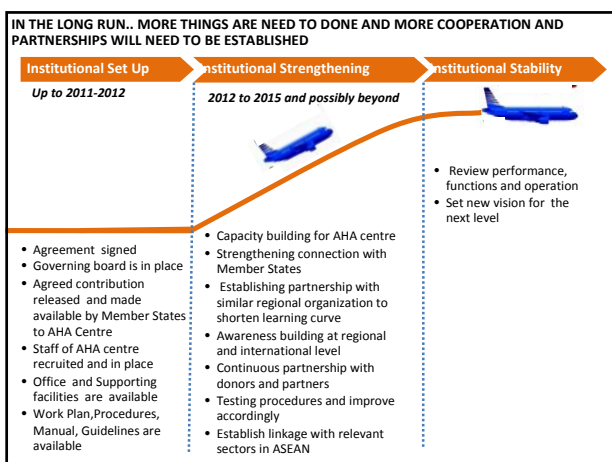 IN THE LONG RUN.. MORE THINGS ARE NEED TO DONE AND MORE COOPERATION AND
PARTNERSHIPS WILL NEED TO BE ESTABLISHED
Institutional Set Up
Up to 2011-2012
• Agreement signed
• Governing board is in place
• Agreed contribution
released and made
available by Member States
to AHA Centre
• Staff of AHA centre
recruited and in place
• Office and Supporting
facilities are available
• Work Plan,Procedures,
Manual, Guidelines are
available
nstitutional Strengthening
2012 to 2015 and possibly beyond
• Capacity building for AHA centre
• Strengthening connection with
Member States
• Establishing partnership with
similar regional organization to
shorten learning curve
• Awareness building at regional
and international level
• Continuous partnership with
donors and partners
• Testing procedures and improve
accordingly
• Establish linkage with relevant
sectors in ASEAN
nstitutional Stability
• Review performance,
functions and operation
• Set new vision for the
next level